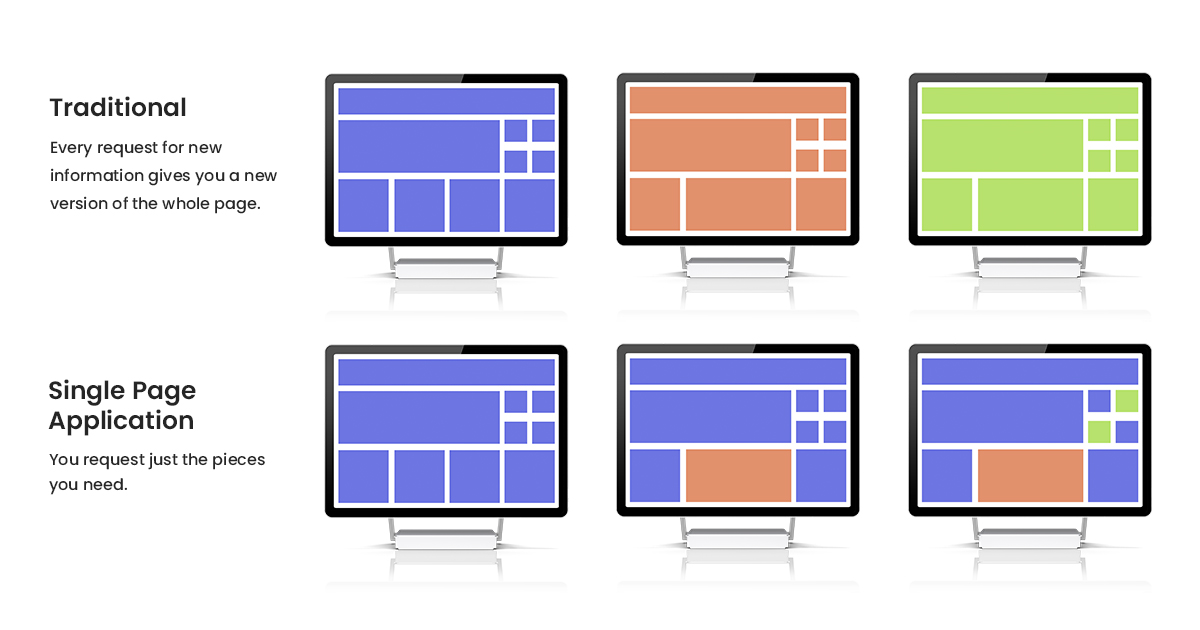 Traditional
Every request for new
information gives you a new
version of the whole page.
Single Page
Application
You request just the pieces
you need.